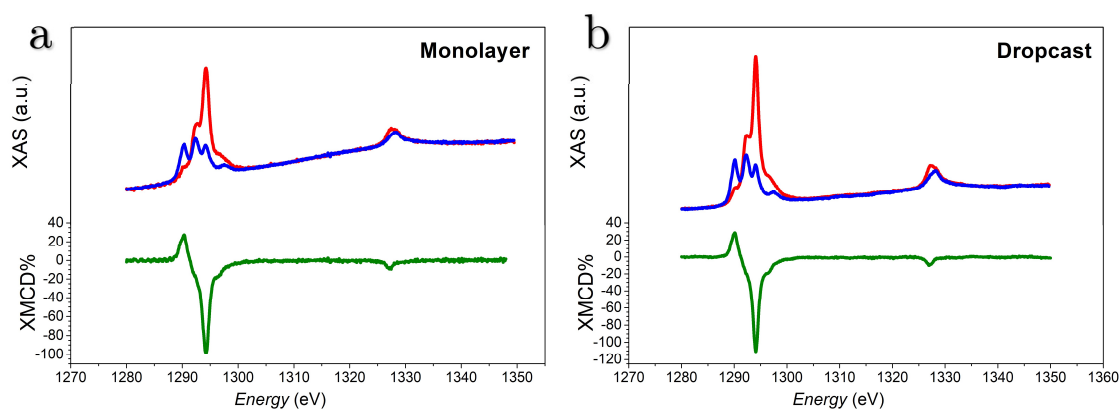 a
Monolayer
XAS (a.u.)
XMCD%
40
20
0
-20
-40
-60
-80
-100
1270 1280 1290 1300 1310 1320 1330 1340 1350
Energy (eV)
b
Dropcast
XAS (a.u.)
XMCD%
40
20
0
-20
-40
-60
-80
-100
-120
1270 1280 1290 1300 1310 1320 1330 1340 1350 1360
Energy (eV)